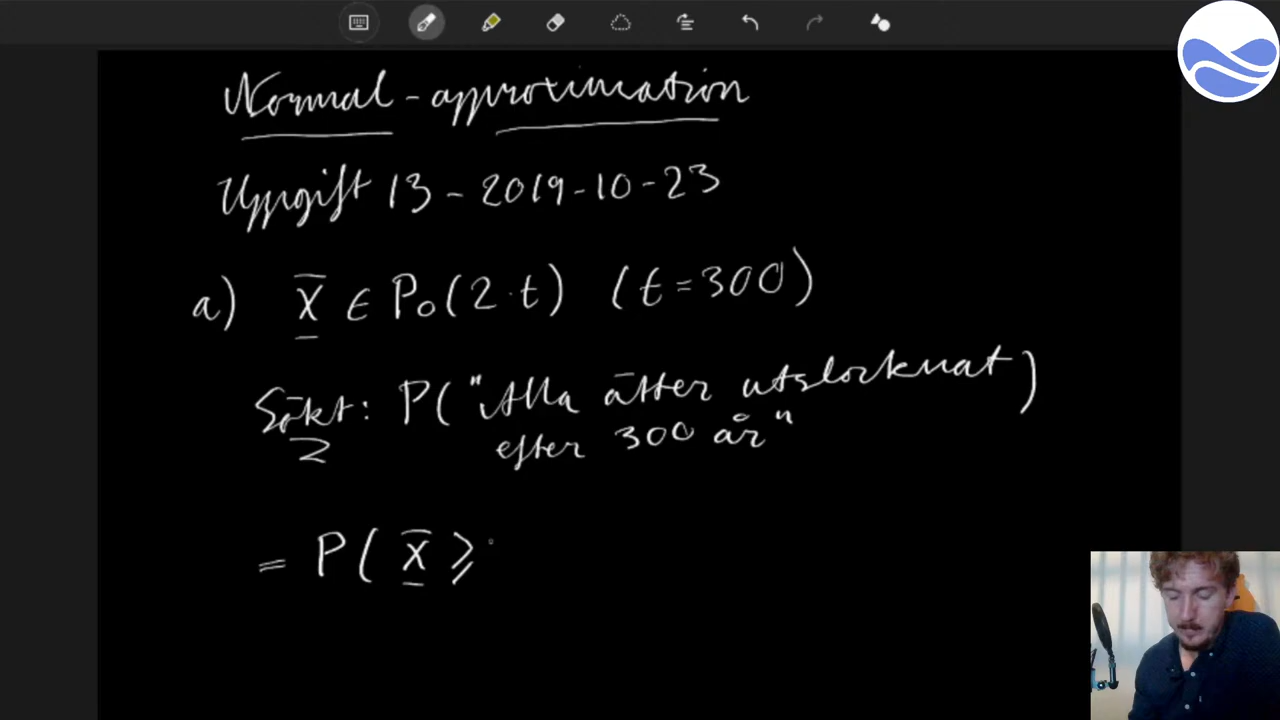 Normal-approximation
Uppgift 13 - 2019-10-23
a) X ∈ Po(2·t) (t=300)
Sökt: P("Alla ätter utslocknat)
efter 300 år"
= P( X ⩾